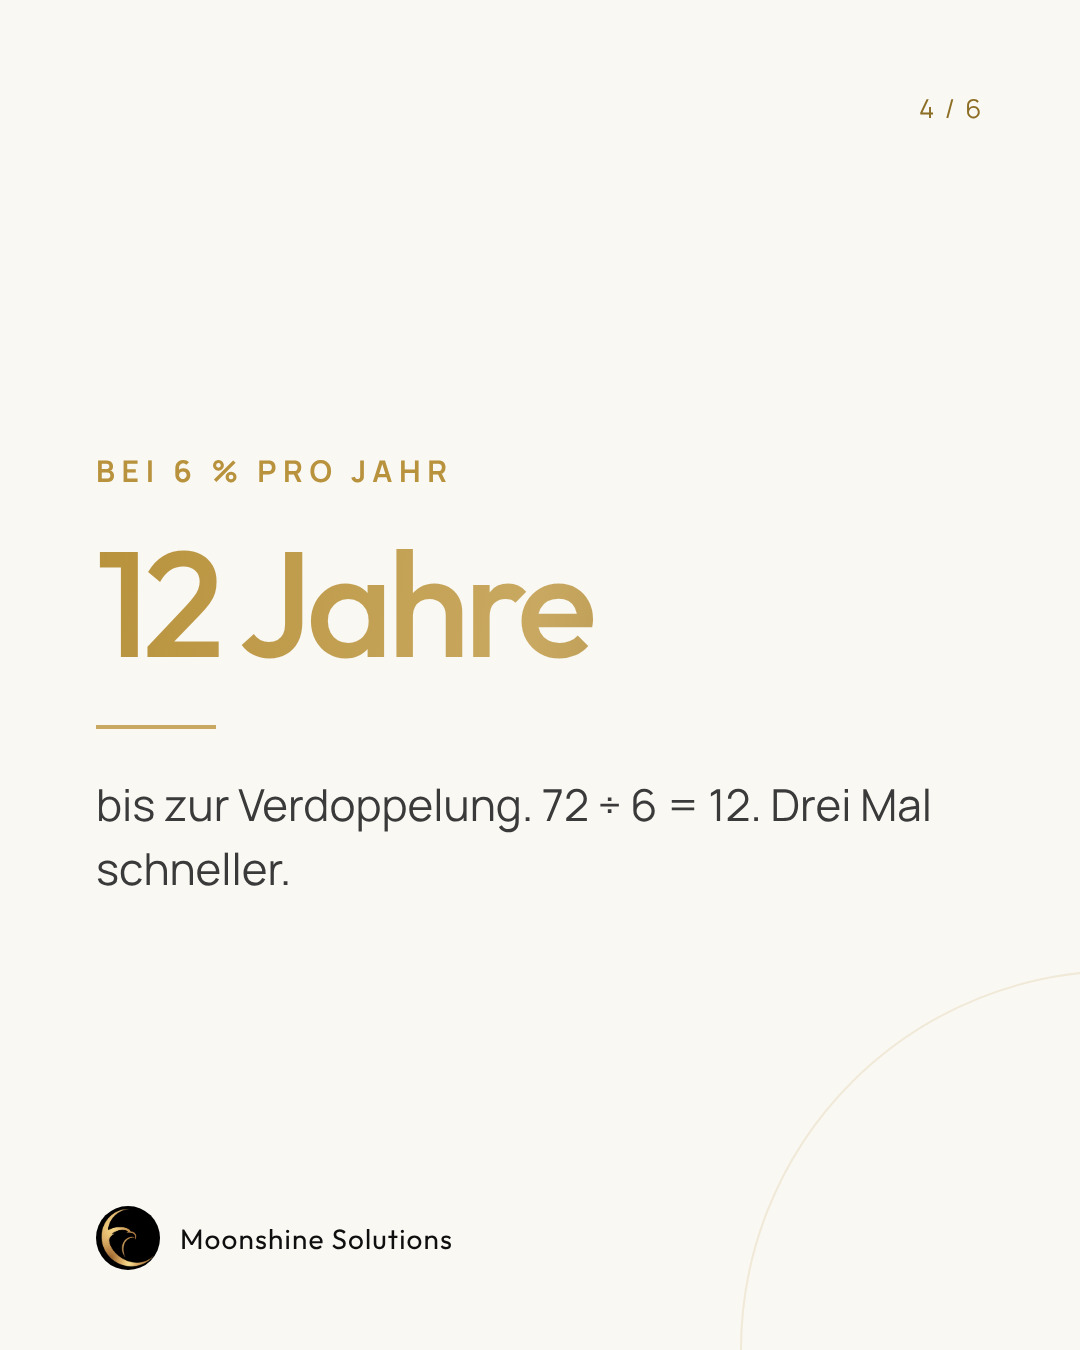 4 / 6
BEI 6 % PRO JAHR
12 Jahre
bis zur Verdoppelung. 72 ÷ 6 = 12. Drei Mal
schneller.
Moonshine Solutions